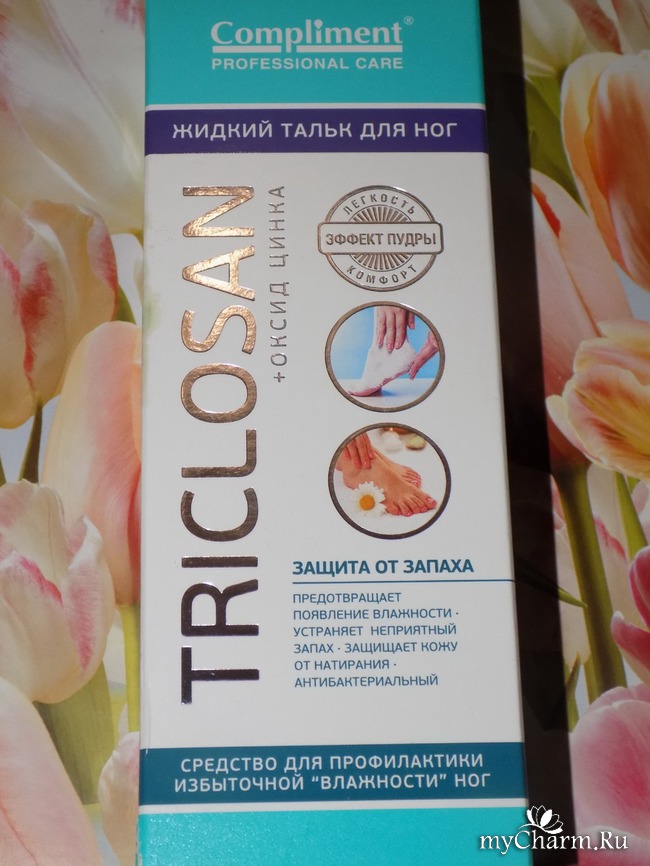 Compliment®
PROFESSIONAL CARE
ЖИДКИЙ ТАЛЬК ДЛЯ НОГ
TRICLOSAN
+ОКСИД ЦИНКА
ЛЕГКОСТЬ
ЭФФЕКТ ПУДРЫ
КОМФОРТ
ЗАЩИТА ОТ ЗАПАХА
ПРЕДОТВРАЩАЕТ
ПОЯВЛЕНИЕ ВЛАЖНОСТИ ·
УСТРАНЯЕТ НЕПРИЯТНЫЙ
ЗАПАХ · ЗАЩИЩАЕТ КОЖУ
ОТ НАТИРАНИЯ ·
АНТИБАКТЕРИАЛЬНЫЙ
СРЕДСТВО ДЛЯ ПРОФИЛАКТИКИ
ИЗБЫТОЧНОЙ "ВЛАЖНОСТИ" НОГ
myCharm.Ru